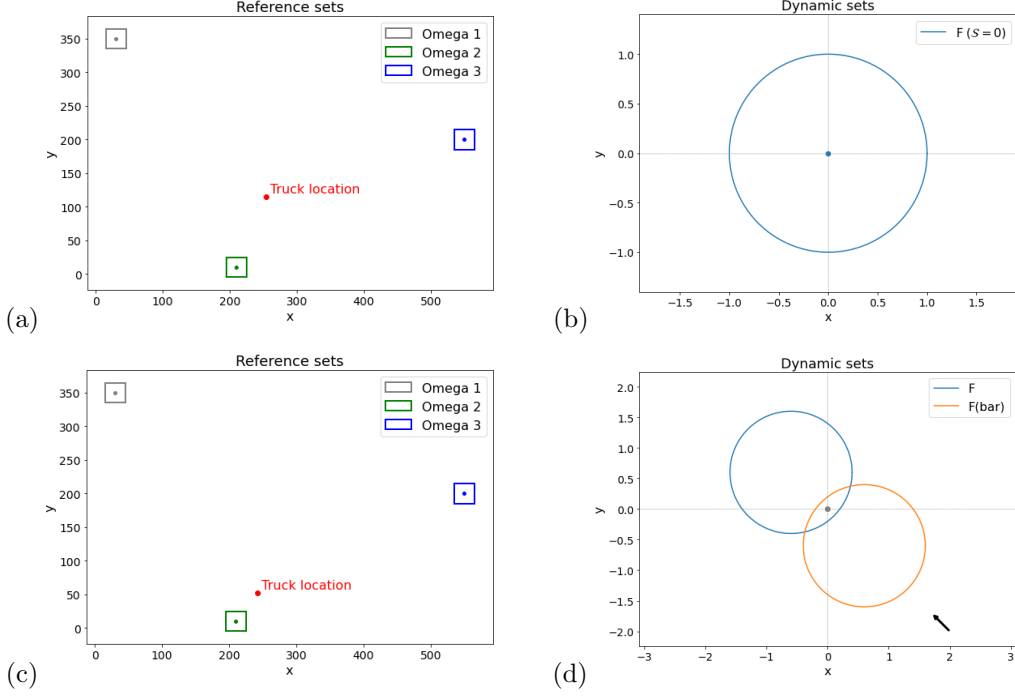 Reference sets
Omega 1
Omega 2
Omega 3
Truck location
350
300
250
200
150
100
50
0
y
0 100 200 300 400 500
x
(a)
Dynamic sets
F (S = 0)
1.0
0.5
0.0
−0.5
−1.0
y
−1.5 −1.0 −0.5 0.0 0.5 1.0 1.5
x
(b)
Reference sets
Omega 1
Omega 2
Omega 3
Truck location
350
300
250
200
150
100
50
0
y
0 100 200 300 400 500
x
(c)
Dynamic sets
F
F(bar)
2.0
1.5
1.0
0.5
0.0
−0.5
−1.0
−1.5
−2.0
y
−3 −2 −1 0 1 2 3
x
(d)